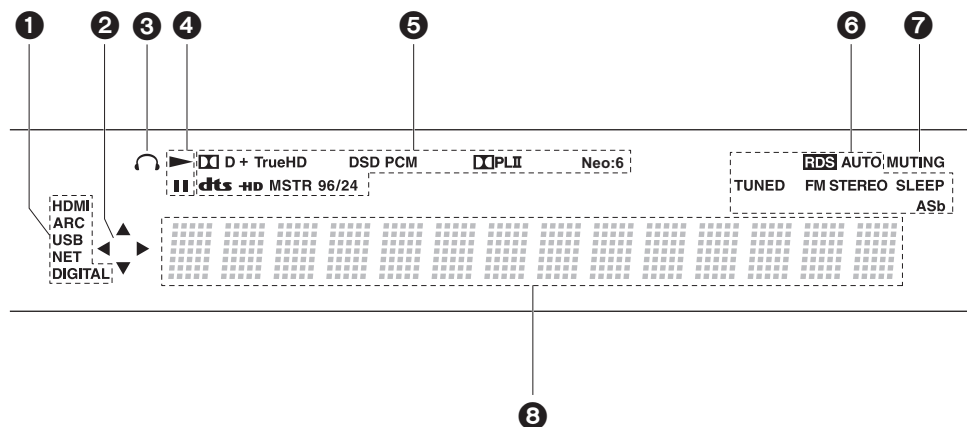 1 2 3 4 5 6 7
D + TrueHD DSD PCM PLII Neo:6 RDS AUTO MUTING
dts -HD MSTR 96/24 TUNED FM STEREO SLEEP
HDMI ASb
ARC
USB
NET
DIGITAL
8